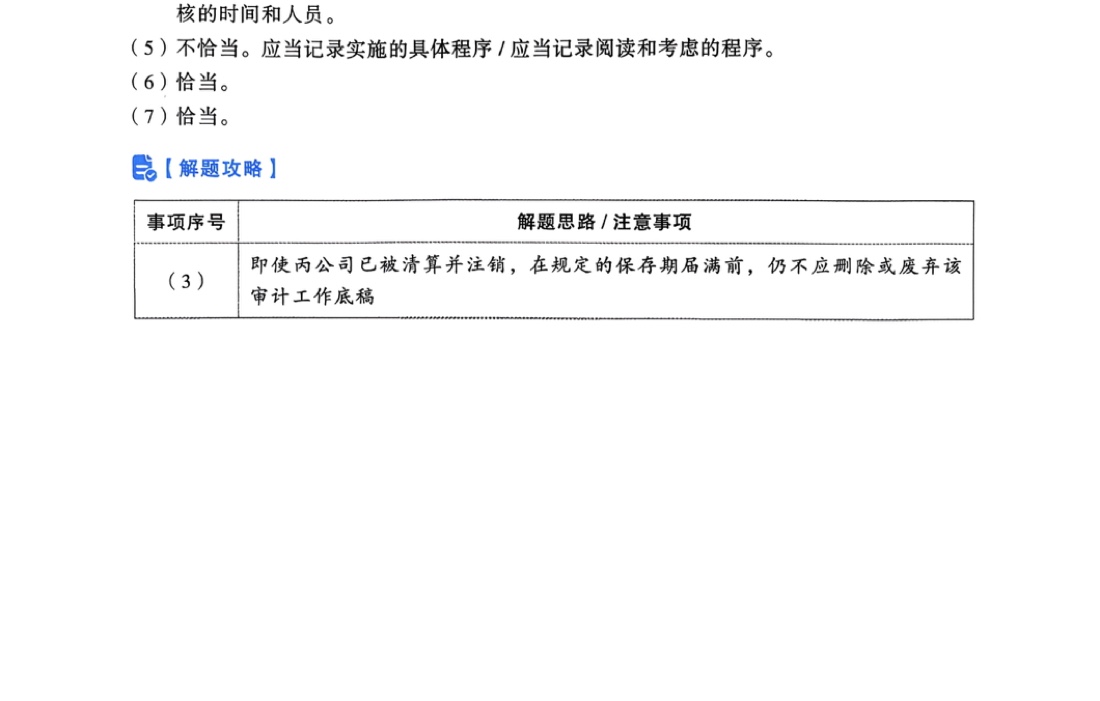 核的时间和人员。
（5）不恰当。应当记录实施的具体程序 / 应当记录阅读和考虑的程序。
（6）恰当。
（7）恰当。
【解题攻略】
事项序号 解题思路 / 注意事项
（3） 即使丙公司已被清算并注销，在规定的保存期届满前，仍不应删除或废弃该
审计工作底稿